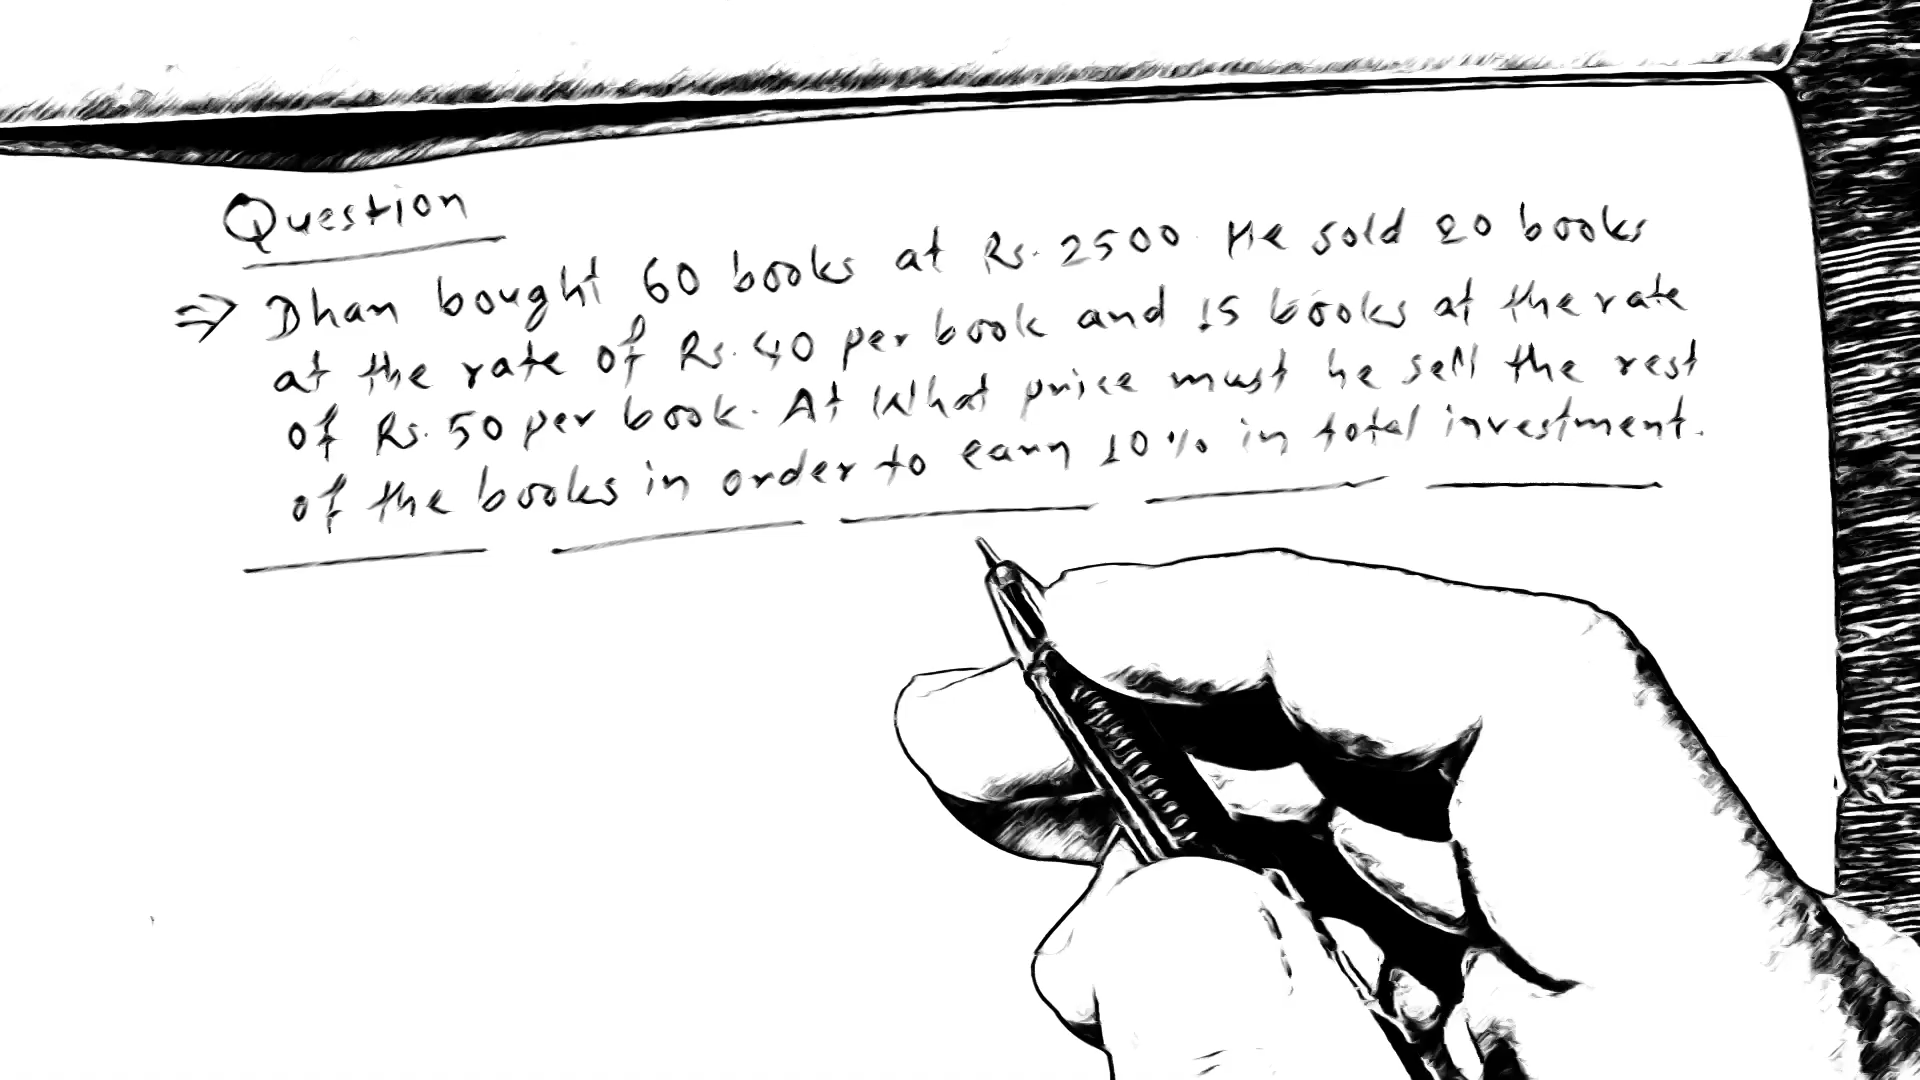 Question
⇒ Dhan bought 60 books at Rs. 2500. He sold 20 books
at the rate of Rs. 40 per book and 15 books at the rate
of Rs. 50 per book. At What price must he sell the rest
of the books in order to earn 10% in total investment.